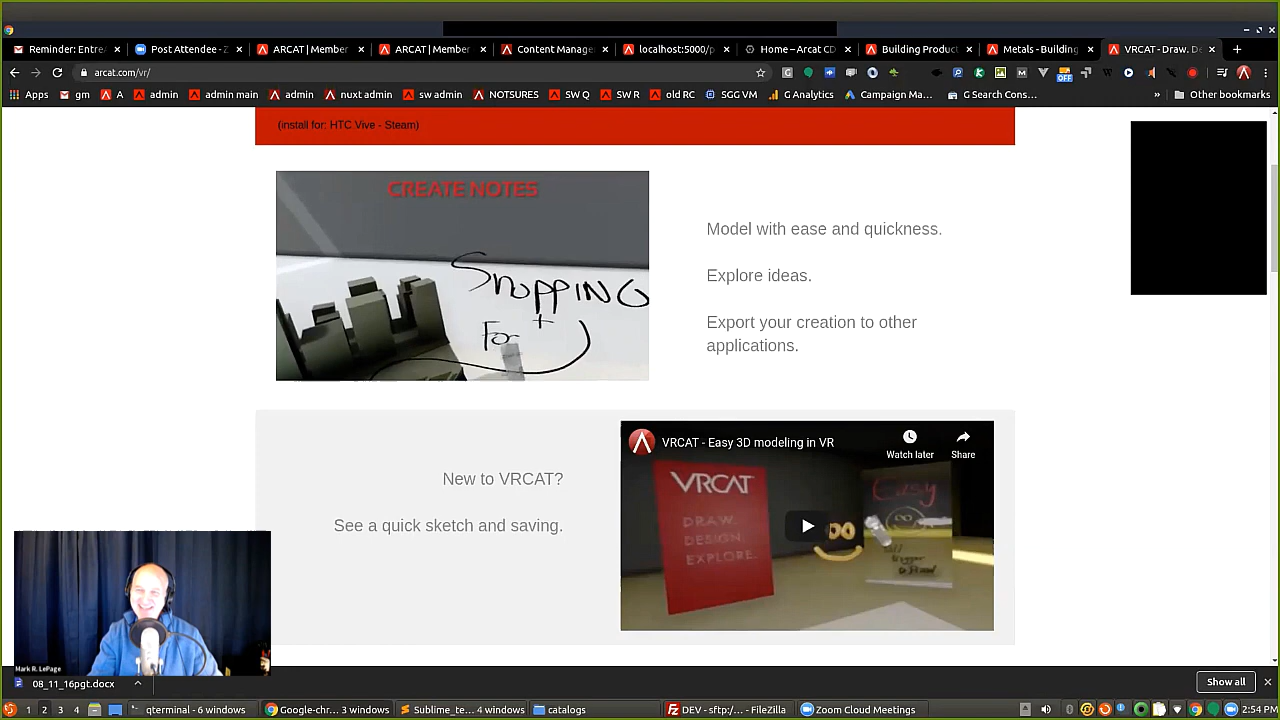 Reminder: Entre
Post Attendee - Z
ARCAT | Member
ARCAT | Member
Content Manage
localhost:5000/p
Home – Arcat CD
Building Product
Metals - Building
VRCAT - Draw. De
arcat.com/vr/
Apps
gm
A
admin
admin main
admin
nuxt admin
sw admin
NOTSURES
SW Q
SW R
old RC
SGG VM
G Analytics
Campaign Ma...
G Search Cons...
»
Other bookmarks
(install for: HTC Vive - Steam)
CREATE NOTES
SHOPPING
For
Model with ease and quickness.
Explore ideas.
Export your creation to other
applications.
New to VRCAT?
See a quick sketch and saving.
VRCAT - Easy 3D modeling in VR
Watch later
Share
VRCAT
DRAW.
DESIGN.
EXPLORE.
Easy
Mark R. LePage
08_11_16pgt.docx
Show all
1 2 3 4
qterminal - 6 windows
Google-chr... 3 windows
Sublime_te... 4 windows
catalogs
DEV - sftp:/... - FileZilla
Zoom Cloud Meetings
2:54 PM